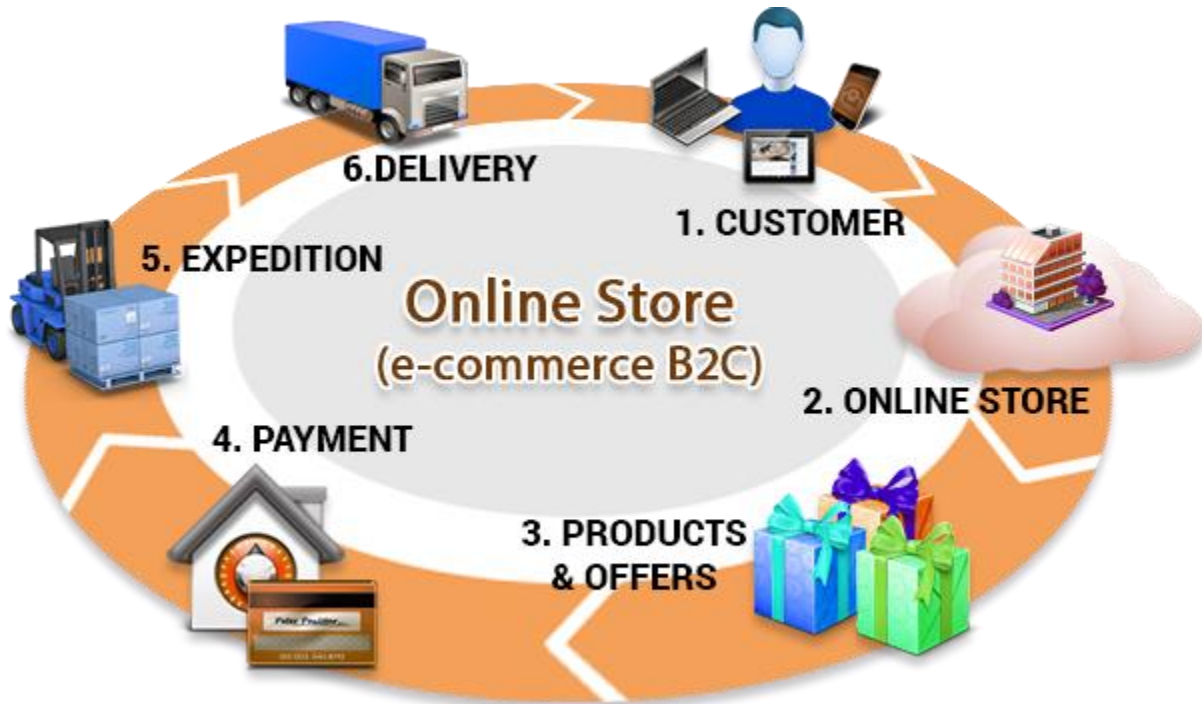 6.DELIVERY
1. CUSTOMER
5. EXPEDITION
Online Store
(e-commerce B2C)
2. ONLINE STORE
4. PAYMENT
3. PRODUCTS
& OFFERS